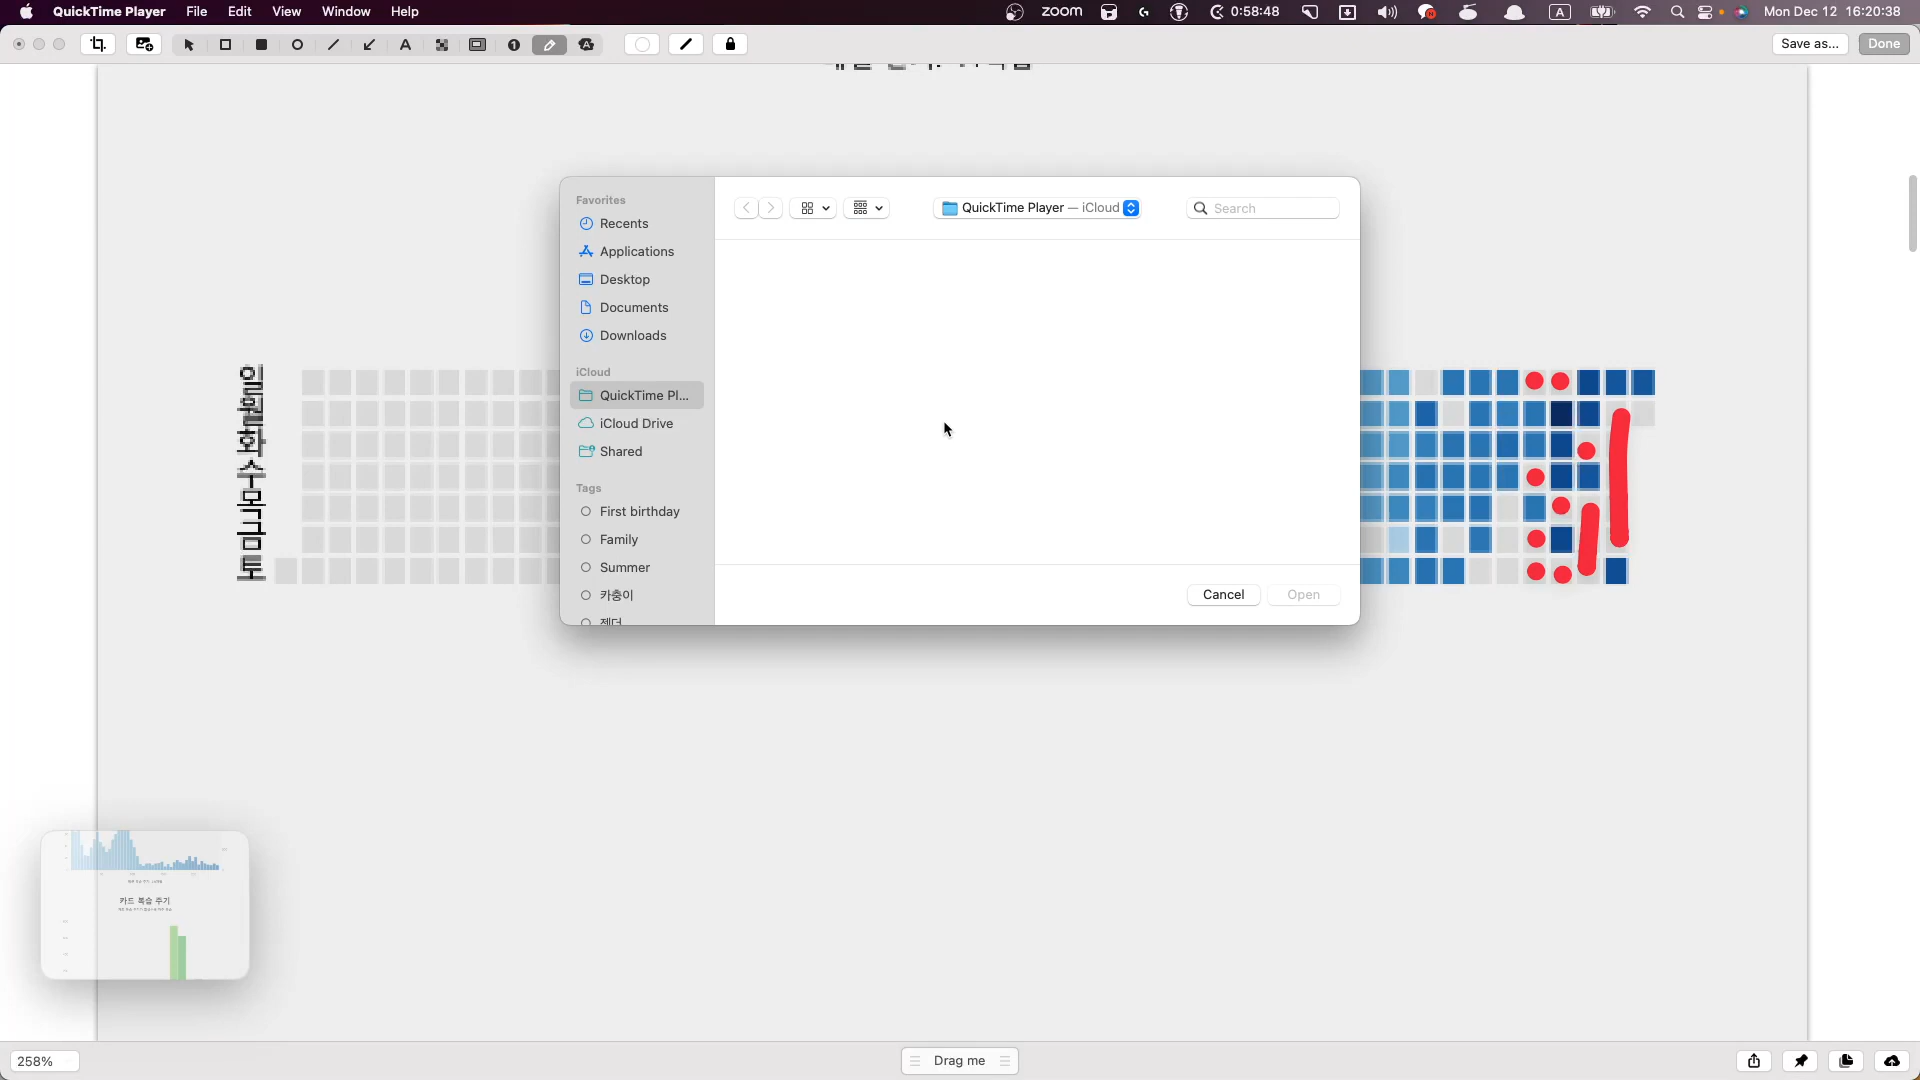 QuickTime Player File Edit View Window Help zoom 0:58:48 A Mon Dec 12 16:20:38
A 1 A Save as... Done
Favorites
Recents
Applications
Desktop
Documents
Downloads
iCloud
QuickTime Pl...
iCloud Drive
Shared
Tags
First birthday
Family
Summer
카충이
젠더
QuickTime Player — iCloud
Search
Cancel Open
일
월
화
수
목
금
토
카드 복습 주기
258%
Drag me